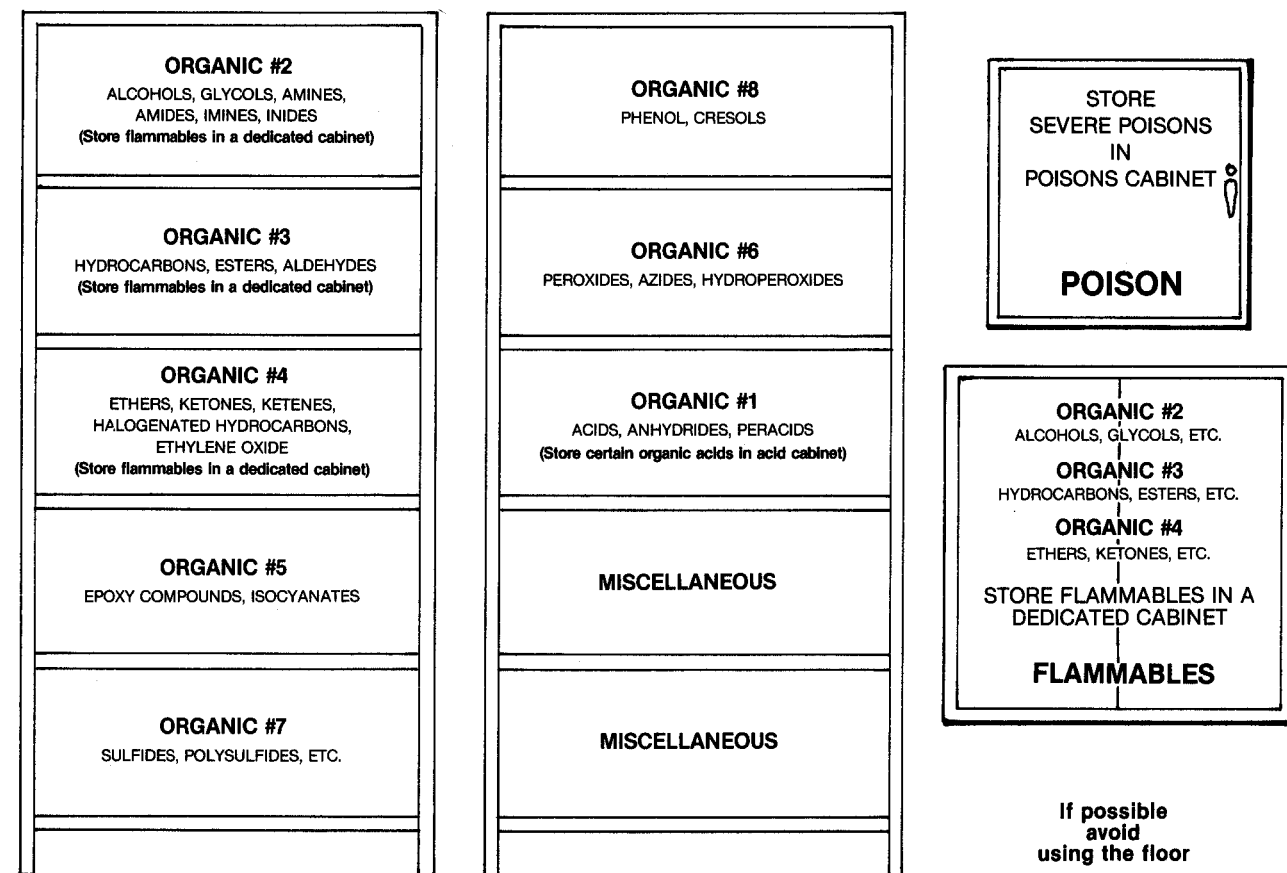 ORGANIC #2
ALCOHOLS, GLYCOLS, AMINES,
AMIDES, IMINES, INIDES
(Store flammables in a dedicated cabinet)
ORGANIC #3
HYDROCARBONS, ESTERS, ALDEHYDES
(Store flammables in a dedicated cabinet)
ORGANIC #4
ETHERS, KETONES, KETENES,
HALOGENATED HYDROCARBONS,
ETHYLENE OXIDE
(Store flammables in a dedicated cabinet)
ORGANIC #5
EPOXY COMPOUNDS, ISOCYANATES
ORGANIC #7
SULFIDES, POLYSULFIDES, ETC.
ORGANIC #8
PHENOL, CRESOLS
ORGANIC #6
PEROXIDES, AZIDES, HYDROPEROXIDES
ORGANIC #1
ACIDS, ANHYDRIDES, PERACIDS
(Store certain organic acids in acid cabinet)
MISCELLANEOUS
MISCELLANEOUS
STORE
SEVERE POISONS
IN
POISONS CABINET
POISON
ORGANIC #2
ALCOHOLS, GLYCOLS, ETC.
ORGANIC #3
HYDROCARBONS, ESTERS, ETC.
ORGANIC #4
ETHERS, KETONES, ETC.
STORE FLAMMABLES IN A
DEDICATED CABINET
FLAMMABLES
If possible
avoid
using the floor